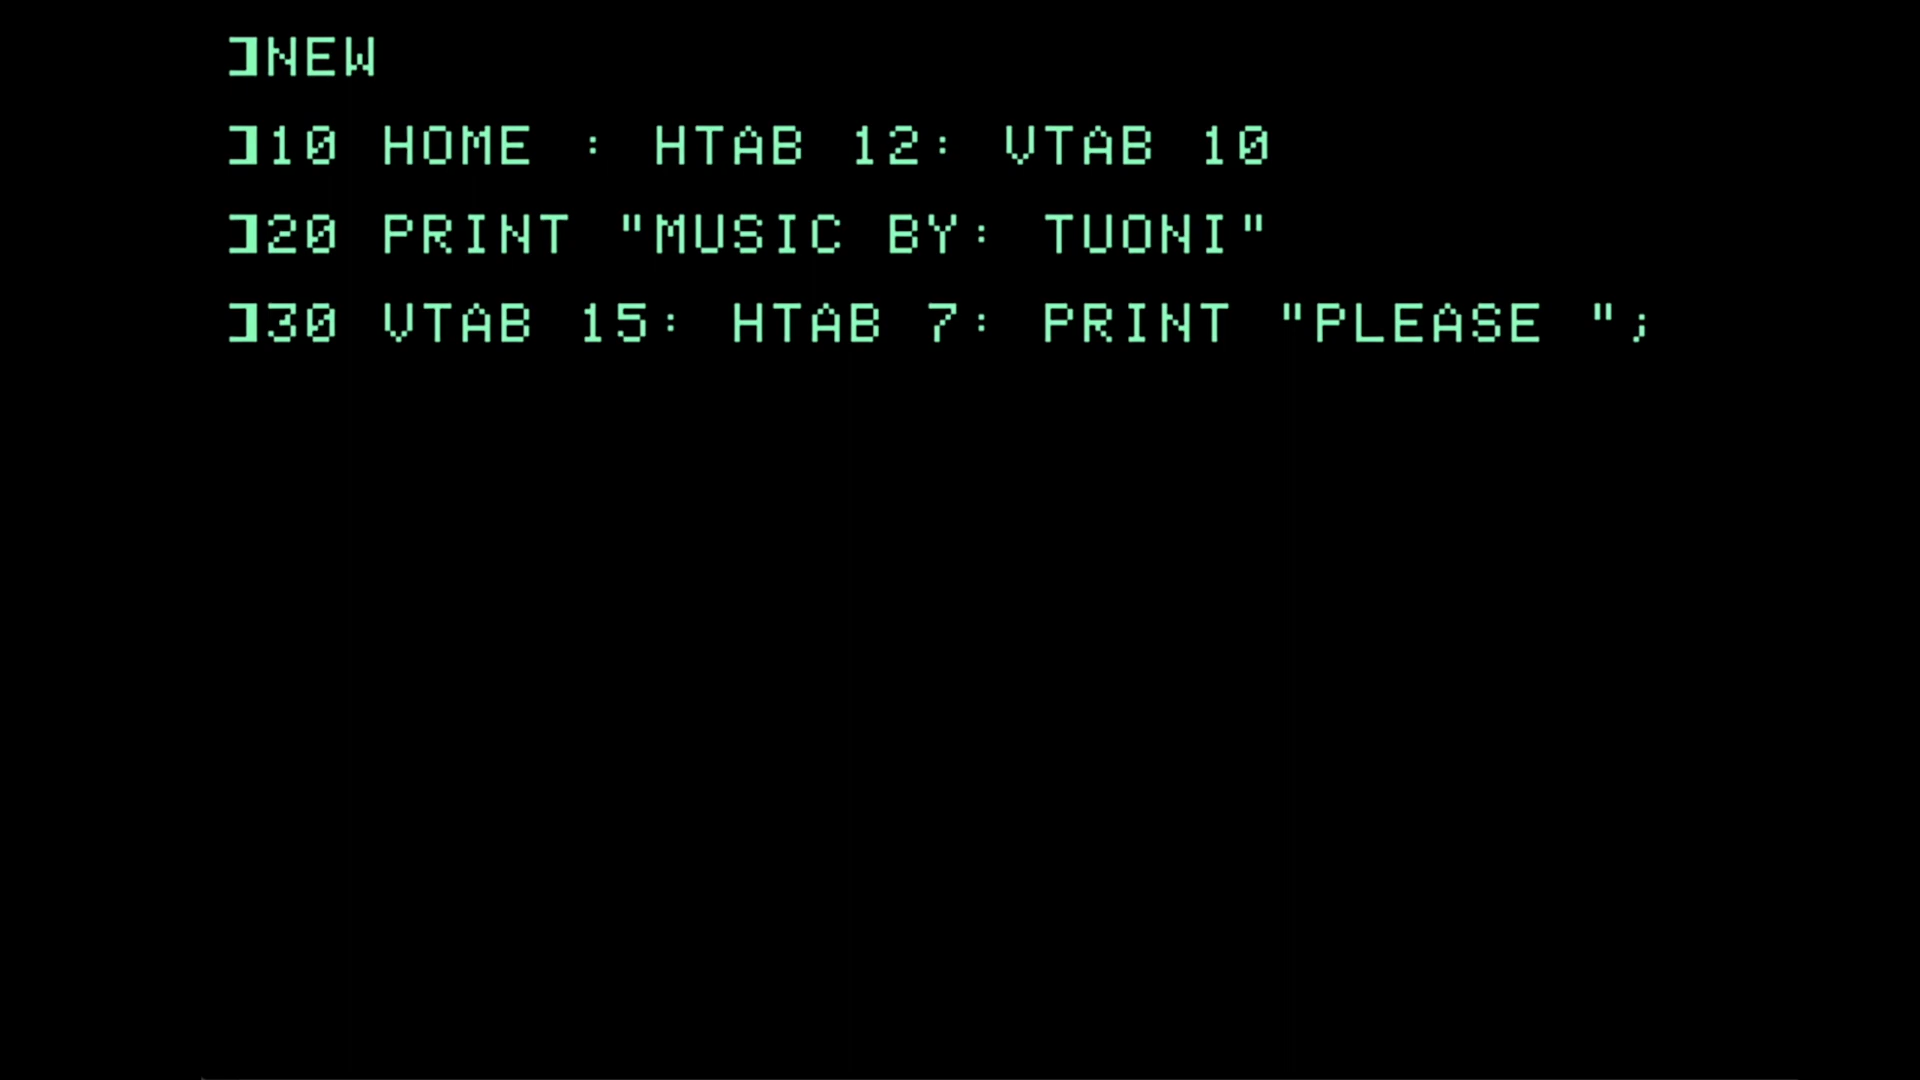 ]NEW
]10 HOME : HTAB 12: VTAB 10
]20 PRINT "MUSIC BY: TUONI"
]30 VTAB 15: HTAB 7: PRINT "PLEASE ";